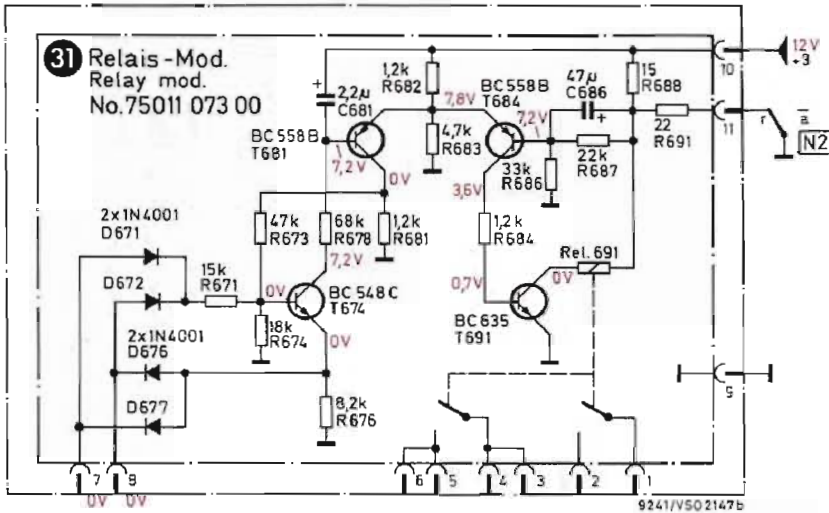 31 Relais-Mod.
Relay mod.
No.75011 073 00
2,2µ
C681
1,2k
R682
BC558B
T684
47µ
C686
15
R688
10
12V
+3
BC558B
T681
7,2V
7,8V
4,7k
R683
7,2V
33k
R686
22k
R687
22
R691
11
r
a
N2
0V
3,6V
2x1N4001
D671
47k
R673
68k
R678
1,2k
R681
1,2k
R684
Rel.691
7,2V
D672
15k
R671
0V
BC548C
T674
18k
R674
0V
0,7V
0V
BC635
T691
2x1N4001
D676
D677
8,2k
R676
9
7
8
6
5
4
3
2
1
0V
0V
9241/VSO2147b